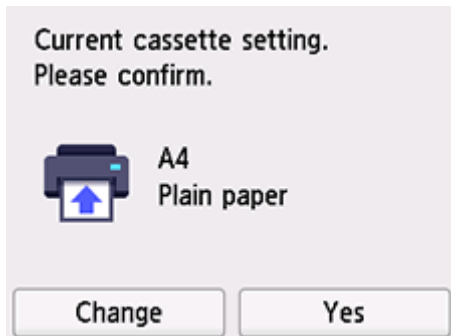 Current cassette setting.
Please confirm.
A4
Plain paper
Change
Yes